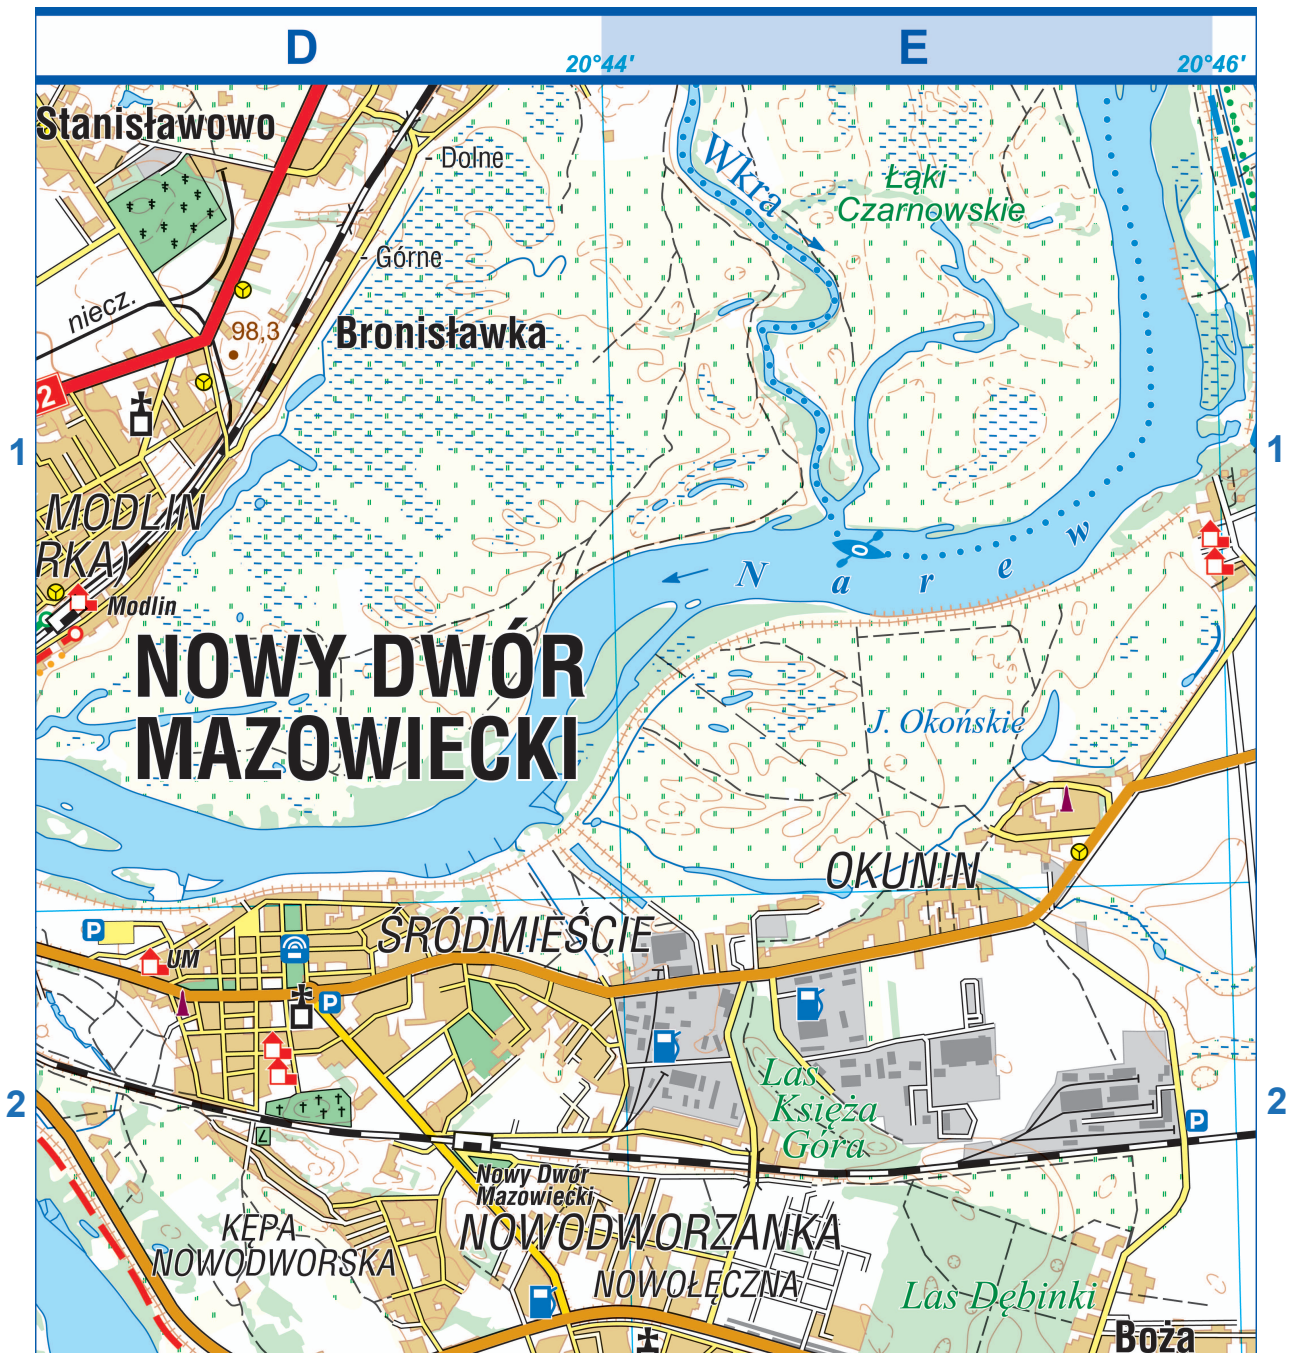 D
E
20°44'
20°46'
Stanisławowo
- Dolne
Wkra
Łąki
Czarnowskie
- Górne
niecz.
98,3
Bronisławka
2
1
1
MODLIN
RKA)
Modlin
N a r e w
NOWY DWÓR
MAZOWIECKI
J. Okońskie
OKUNIN
P
ŚRÓDMIEŚCIE
UM
P
Las
Księża
Góra
2
2
P
Nowy Dwór
Mazowiecki
KĘPA
NOWODWORSKA
NOWODWORZANKA
NOWOŁĘCZNA
Las Dębinki
Boża